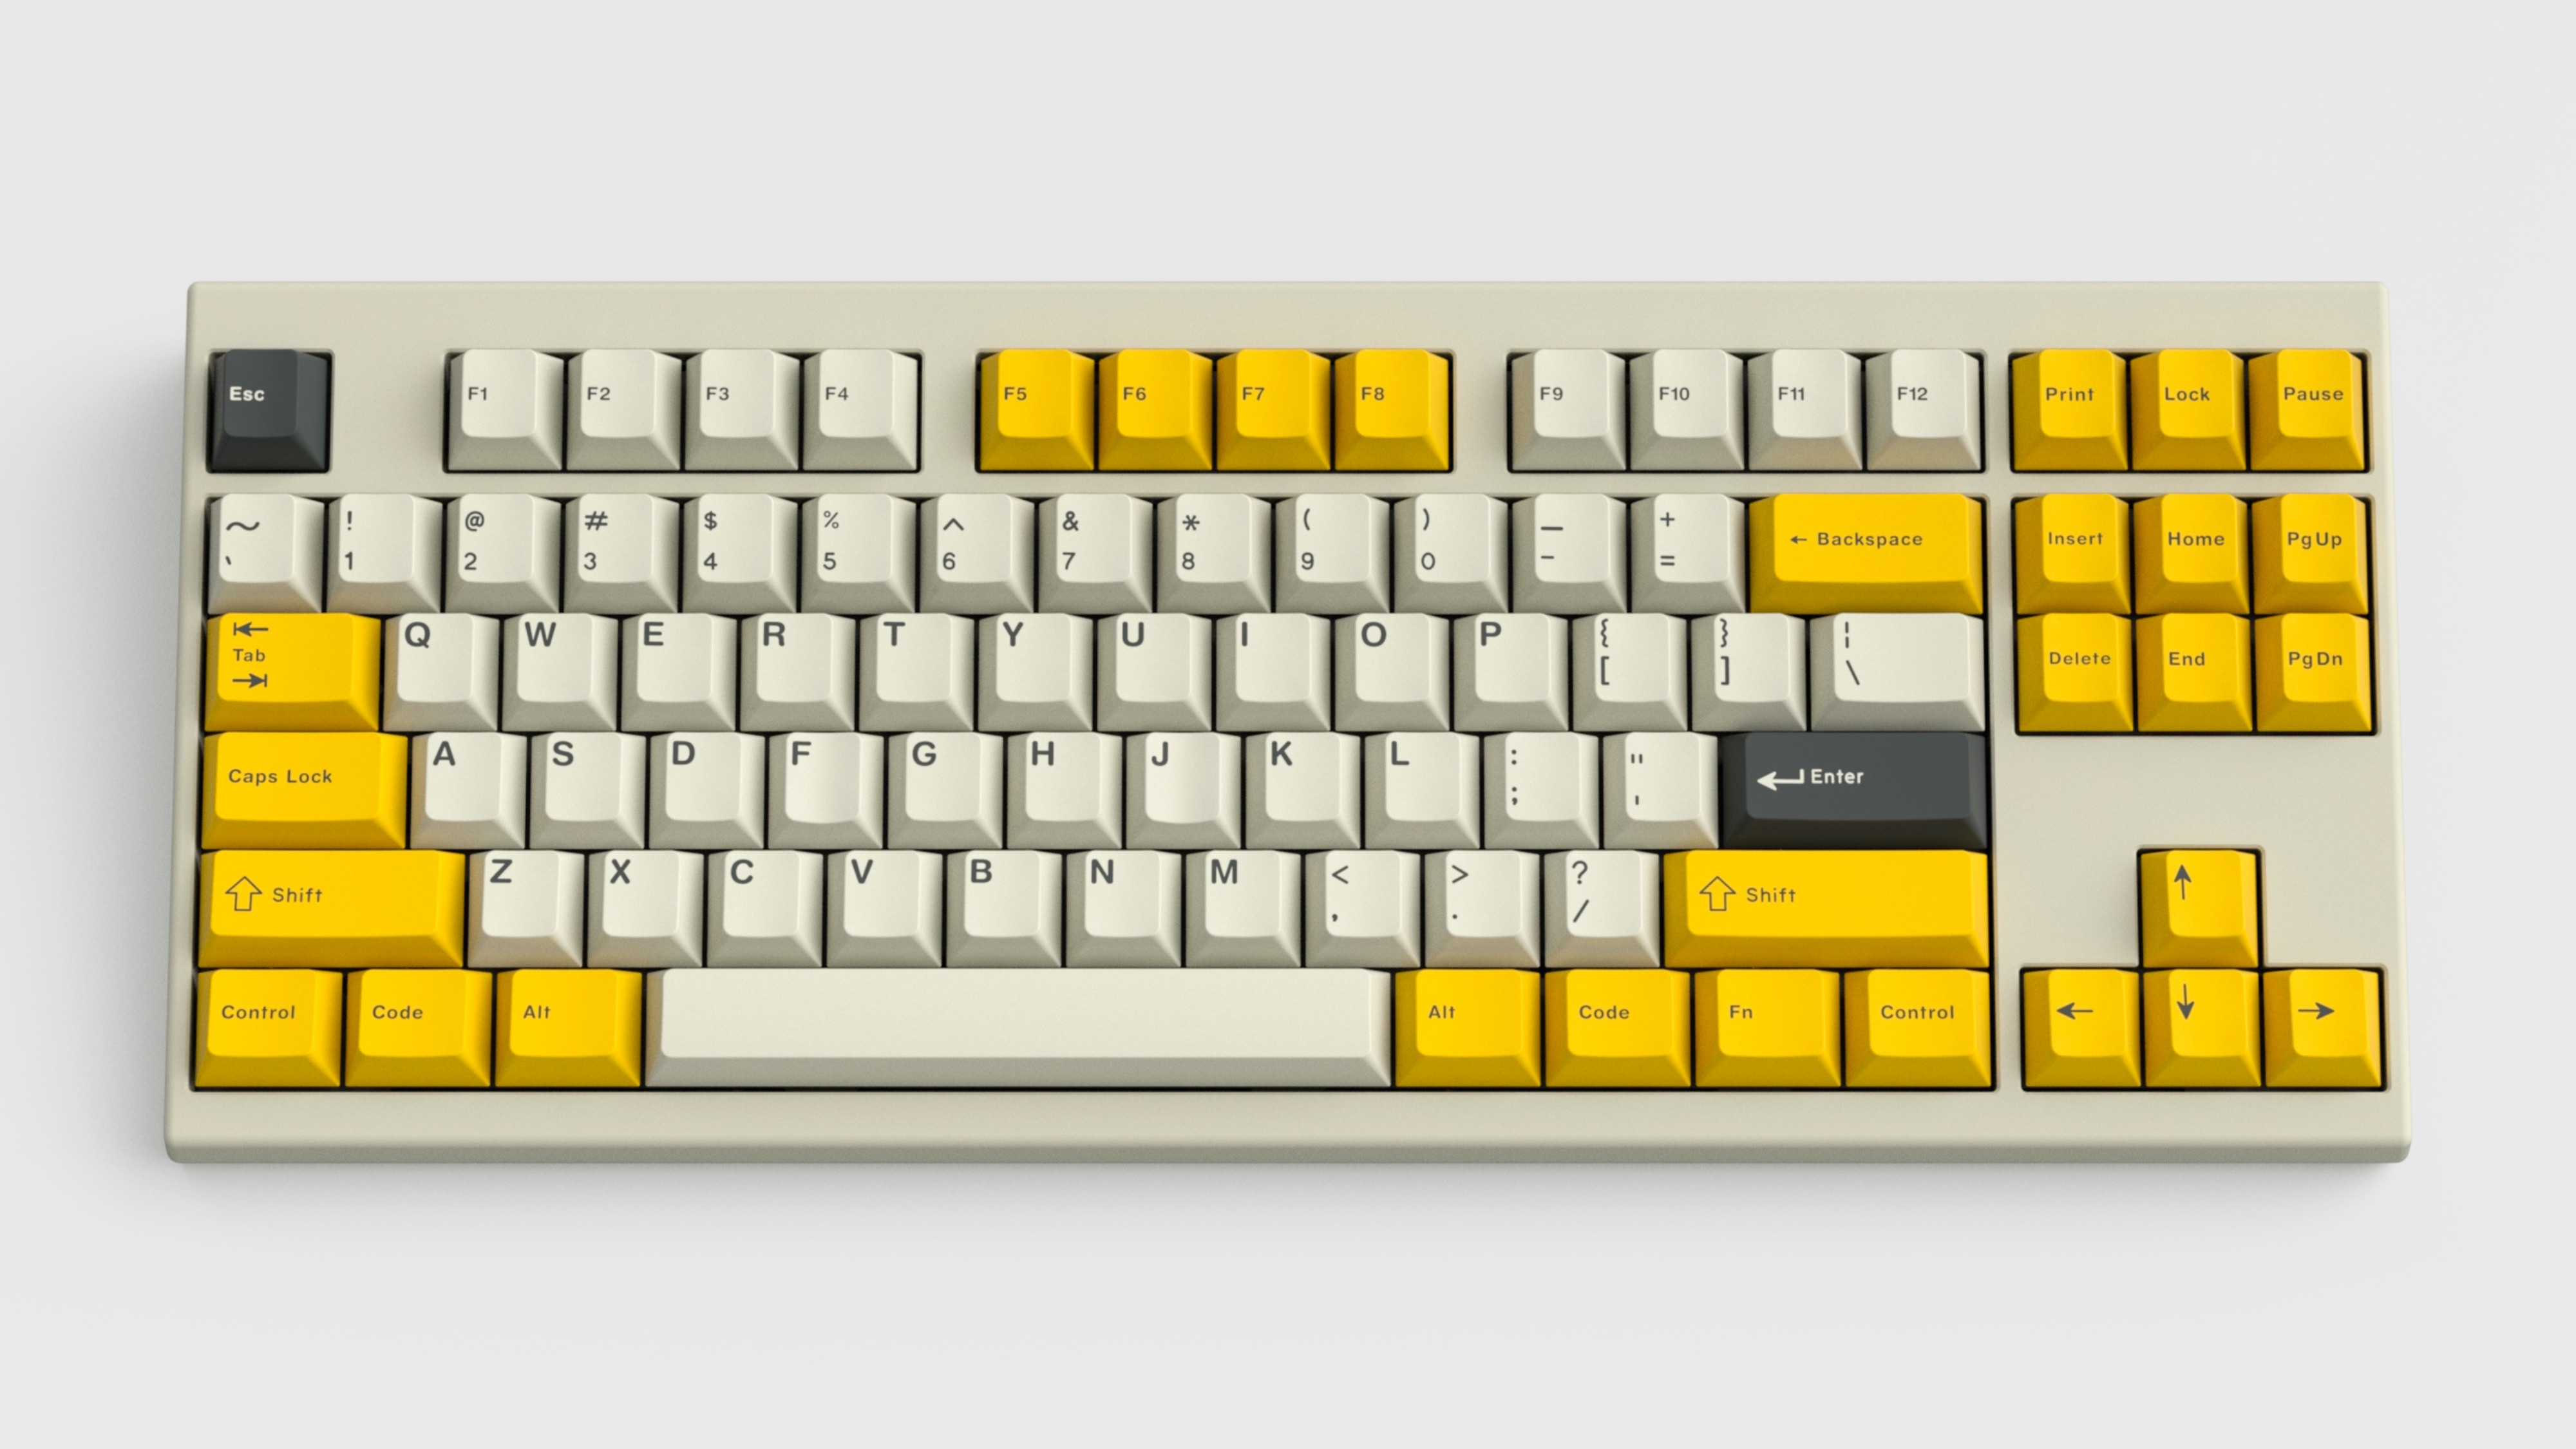 Esc F1 F2 F3 F4 F5 F6 F7 F8 F9 F10 F11 F12 Print Lock Pause
~ ! @ # $ % ^ & * ( ) _ +
` 1 2 3 4 5 6 7 8 9 0 - = ← Backspace Insert Home PgUp
Tab Q W E R T Y U I O P { } ¦
[ ] \ Delete End PgDn
Caps Lock A S D F G H J K L : " Enter
; '
Shift Z X C V B N M < > ? Shift ↑
, . /
Control Code Alt Alt Code Fn Control ← ↓ →